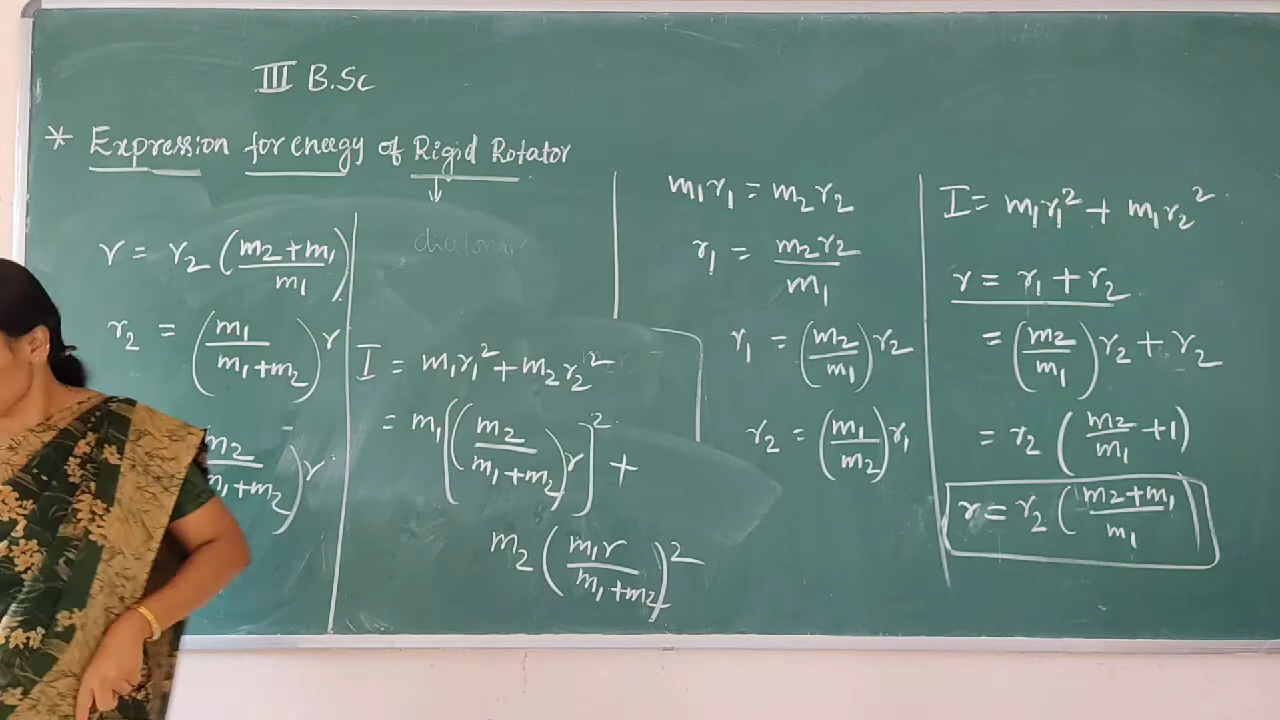 III B.Sc
* Expression for energy of Rigid Rotator
↓
m₁r₁ = m₂r₂
r₁ = m₂r₂/m₁
r₁ = (m₂/m₁)r₂
r₂ = (m₁/m₂)r₁
I = m₁r₁² + m₁r₂²
r = r₁ + r₂
= (m₂/m₁)r₂ + r₂
= r₂(m₂/m₁ + 1)
r = r₂((m₂+m₁)/m₁)
r = r₂((m₂+m₁)/m₁)
r₂ = (m₁/(m₁+m₂))r
m₂/(m₁+m₂))r
I = m₁r₁² + m₂r₂²
= m₁[(m₂/(m₁+m₂))r]² +
m₂(m₁r/(m₁+m₂))²